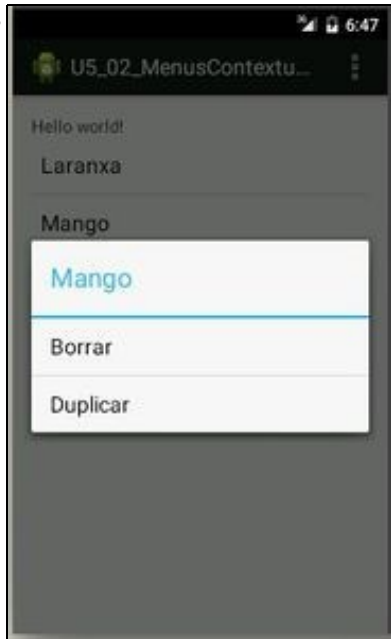 6:47
U5_02_MenusContextu...
Hello world!
Laranxa
Mango
Mango
Borrar
Duplicar